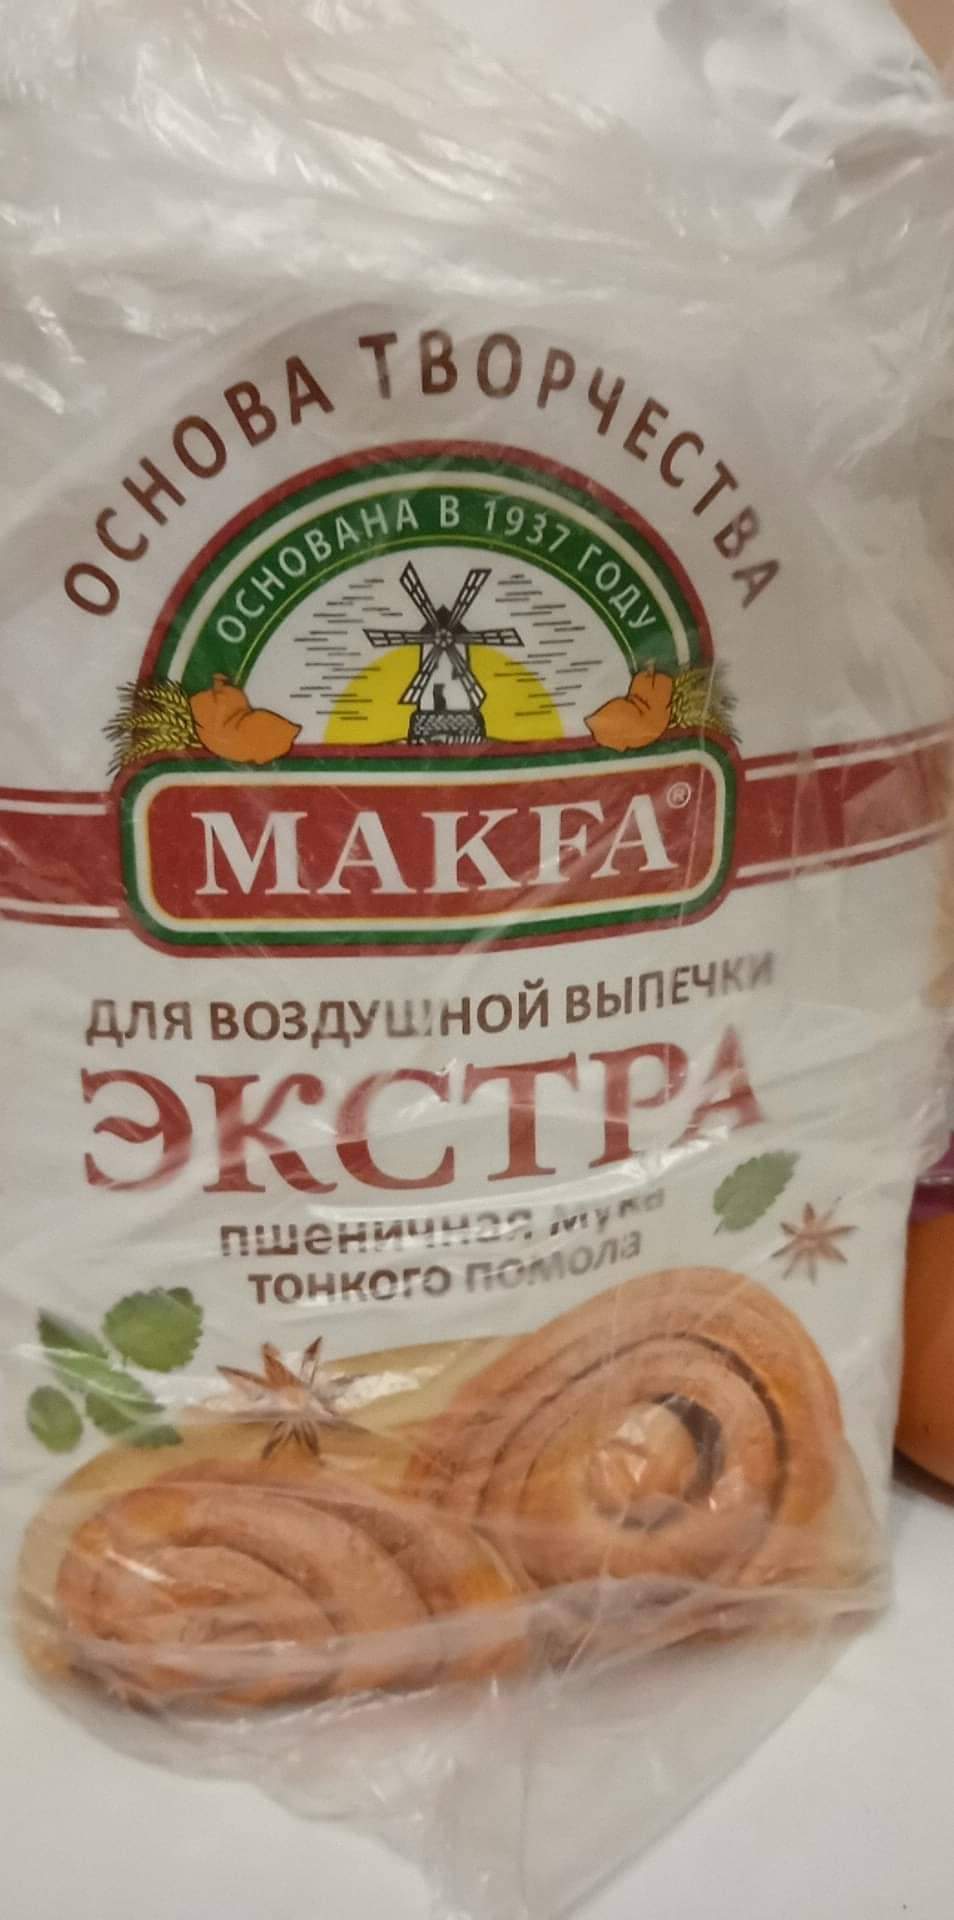 ОСНОВА ТВОРЧЕСТВА
ОСНОВАНА В 1937 ГОДУ
MAKFA®
ДЛЯ ВОЗДУШНОЙ ВЫПЕЧКИ
ЭКСТРА
пшеничная мука
тонкого помола